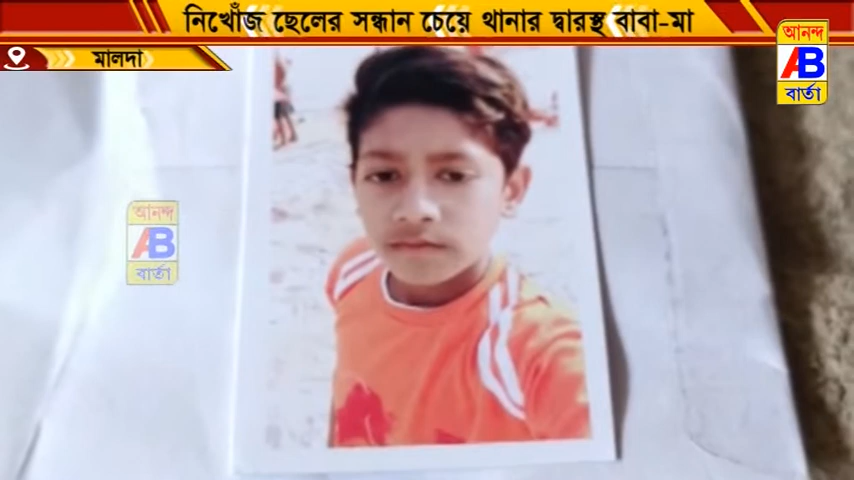 নিখোঁজ ছেলের সন্ধান চেয়ে থানার দ্বারস্থ বাবা-মা
মালদা
আনন্দ
AB
বার্তা
আনন্দ
AB
বার্তা